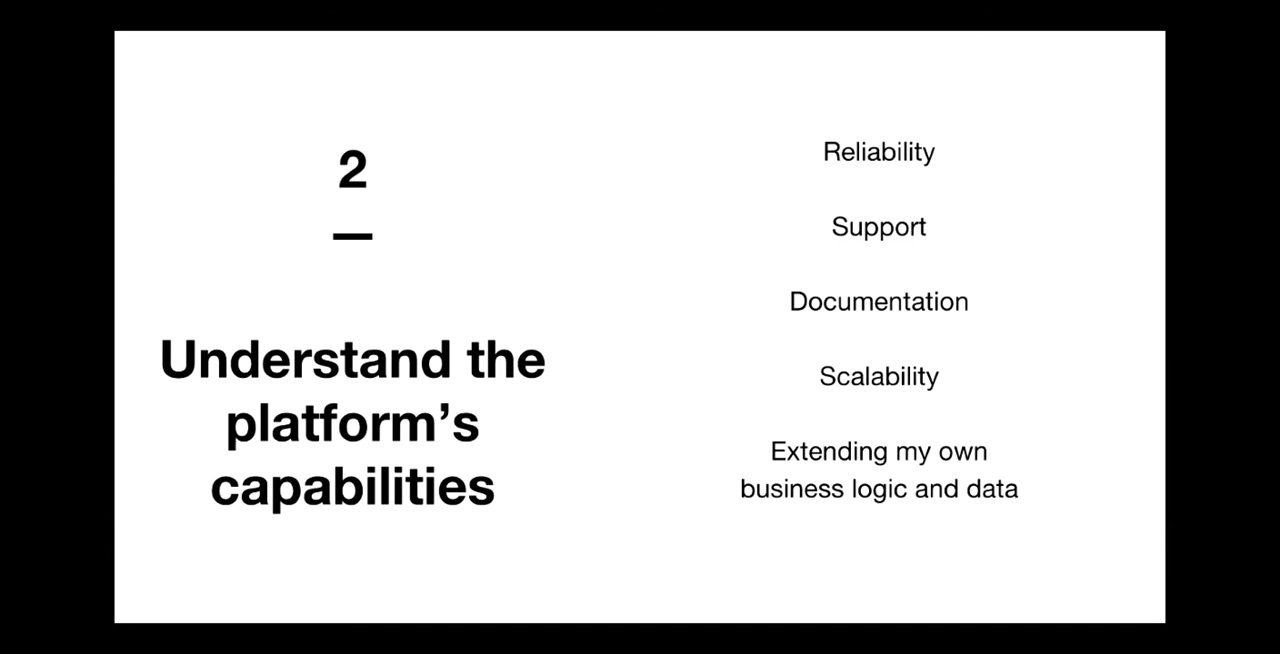 2
Understand the
platform’s
capabilities
Reliability
Support
Documentation
Scalability
Extending my own
business logic and data